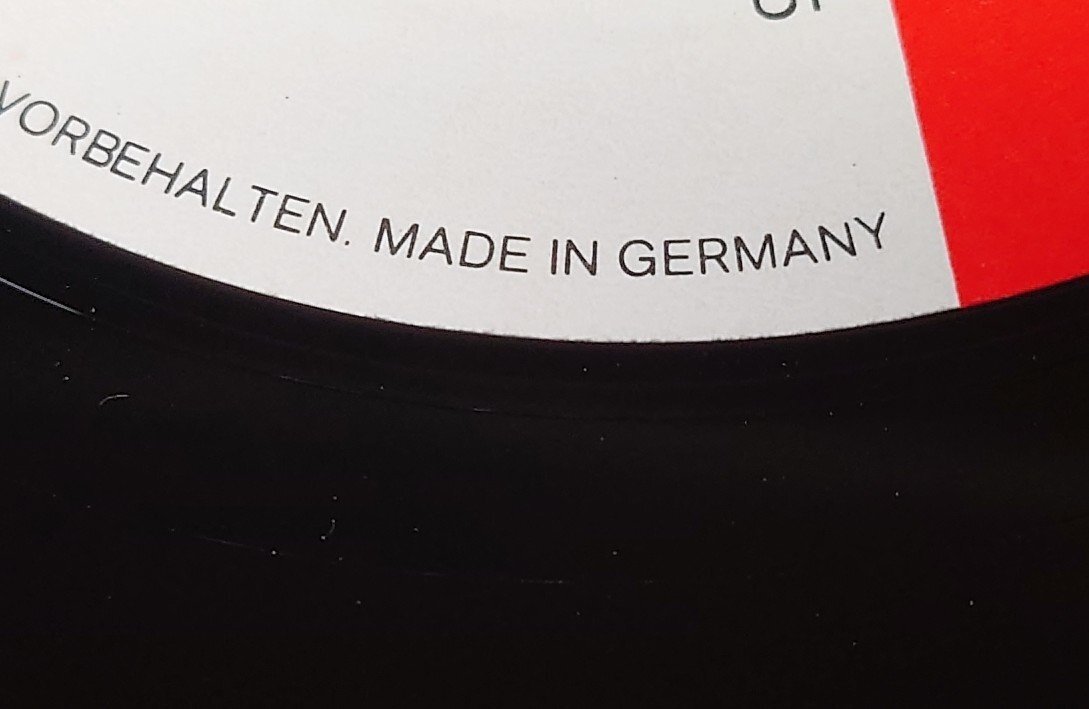 VORBEHALTEN. MADE IN GERMANY